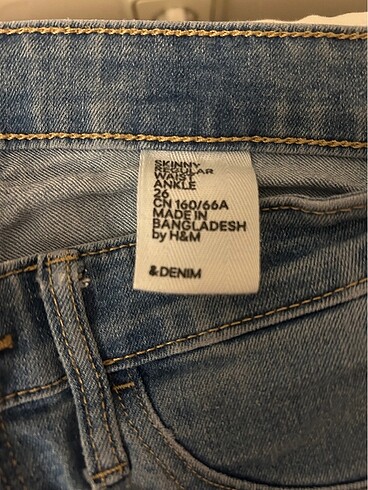 SKINNY
REGULAR
WAIST
ANKLE
26
CN 160/66A
MADE IN
BANGLADESH
by H&M
&DENIM